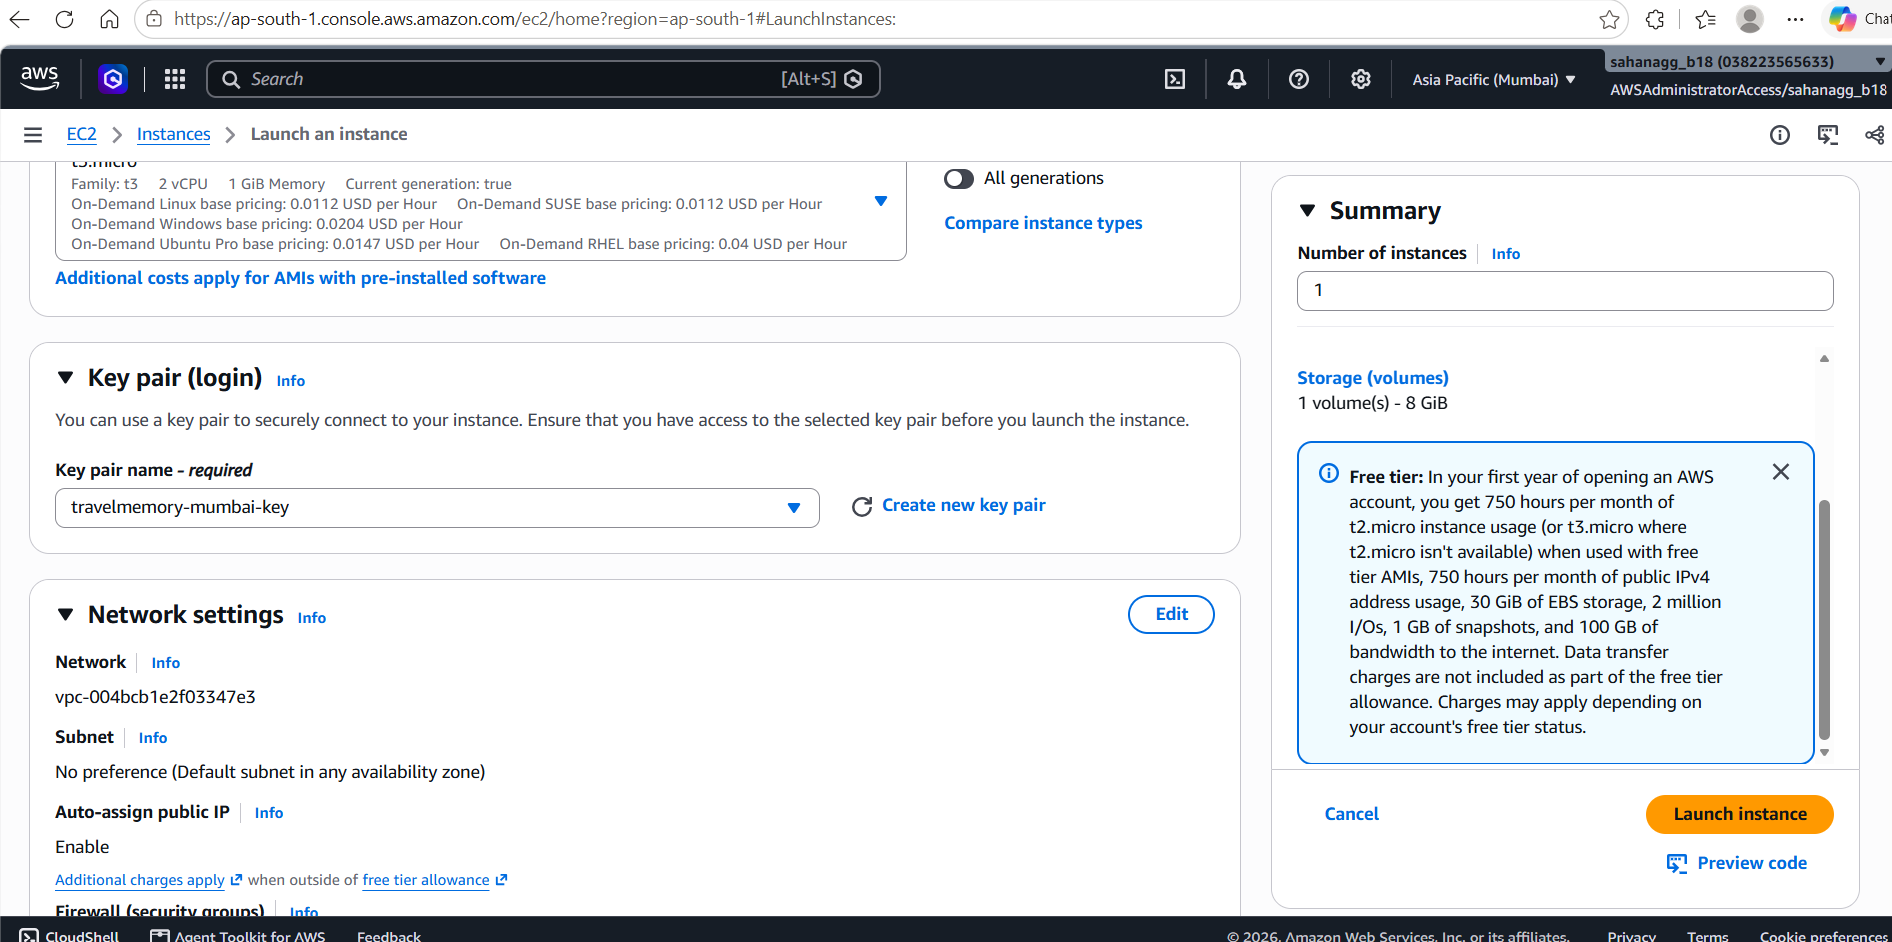 https://ap-south-1.console.aws.amazon.com/ec2/home?region=ap-south-1#LaunchInstances:
aws
Search
[Alt+S]
Asia Pacific (Mumbai)
sahanagg_b18 (038223565633)
AWSAdministratorAccess/sahanagg_b18
EC2 > Instances > Launch an instance
t3.micro
Family: t3 2 vCPU 1 GiB Memory Current generation: true
On-Demand Linux base pricing: 0.0112 USD per Hour On-Demand SUSE base pricing: 0.0112 USD per Hour
On-Demand Windows base pricing: 0.0204 USD per Hour
On-Demand Ubuntu Pro base pricing: 0.0147 USD per Hour On-Demand RHEL base pricing: 0.04 USD per Hour
All generations
Compare instance types
Additional costs apply for AMIs with pre-installed software
Key pair (login) Info
You can use a key pair to securely connect to your instance. Ensure that you have access to the selected key pair before you launch the instance.
Key pair name - required
travelmemory-mumbai-key
Create new key pair
Network settings Info
Edit
Network Info
vpc-004bcb1e2f03347e3
Subnet Info
No preference (Default subnet in any availability zone)
Auto-assign public IP Info
Enable
Additional charges apply when outside of free tier allowance
Firewall (security groups) Info
Summary
Number of instances Info
1
Storage (volumes)
1 volume(s) - 8 GiB
Free tier: In your first year of opening an AWS
account, you get 750 hours per month of
t2.micro instance usage (or t3.micro where
t2.micro isn't available) when used with free
tier AMIs, 750 hours per month of public IPv4
address usage, 30 GiB of EBS storage, 2 million
I/Os, 1 GB of snapshots, and 100 GB of
bandwidth to the internet. Data transfer
charges are not included as part of the free tier
allowance. Charges may apply depending on
your account's free tier status.
Cancel
Launch instance
Preview code
CloudShell Agent Toolkit for AWS Feedback
© 2026, Amazon Web Services, Inc. or its affiliates. Privacy Terms Cookie preferences